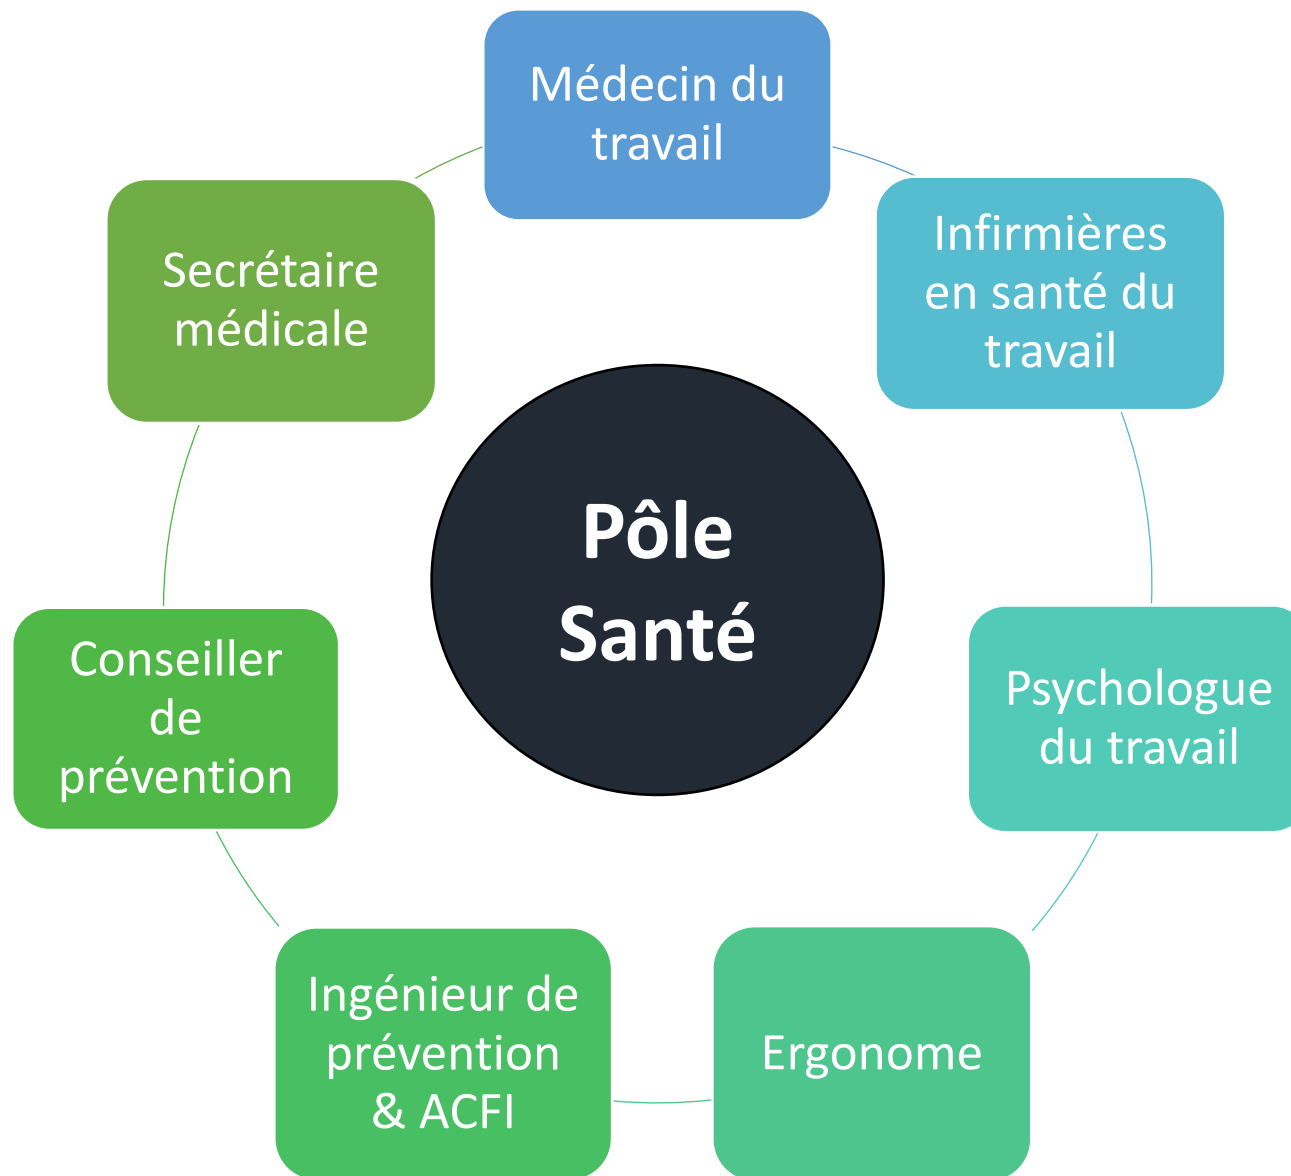 Médecin du
travail
Infirmières
en santé du
travail
Psychologue
du travail
Ergonome
Ingénieur de
prévention
& ACFI
Conseiller
de
prévention
Secrétaire
médicale
Pôle
Santé